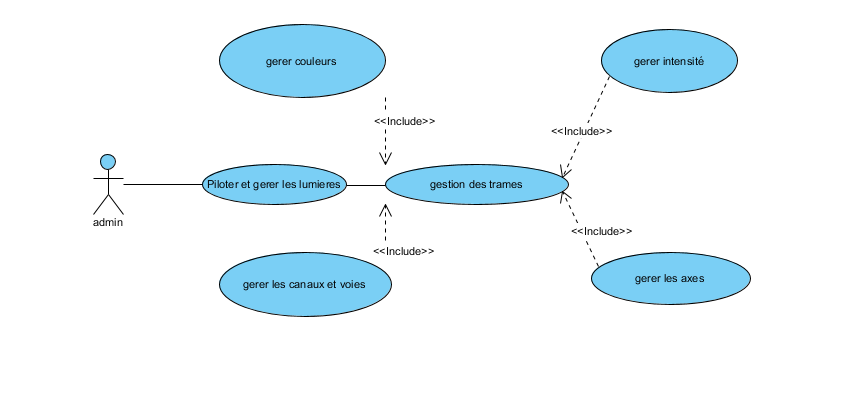 gerer couleurs
gerer intensité
<<Include>>
<<Include>>
Piloter et gerer les lumieres
gestion des trames
admin
<<Include>>
<<Include>>
gerer les canaux et voies
gerer les axes